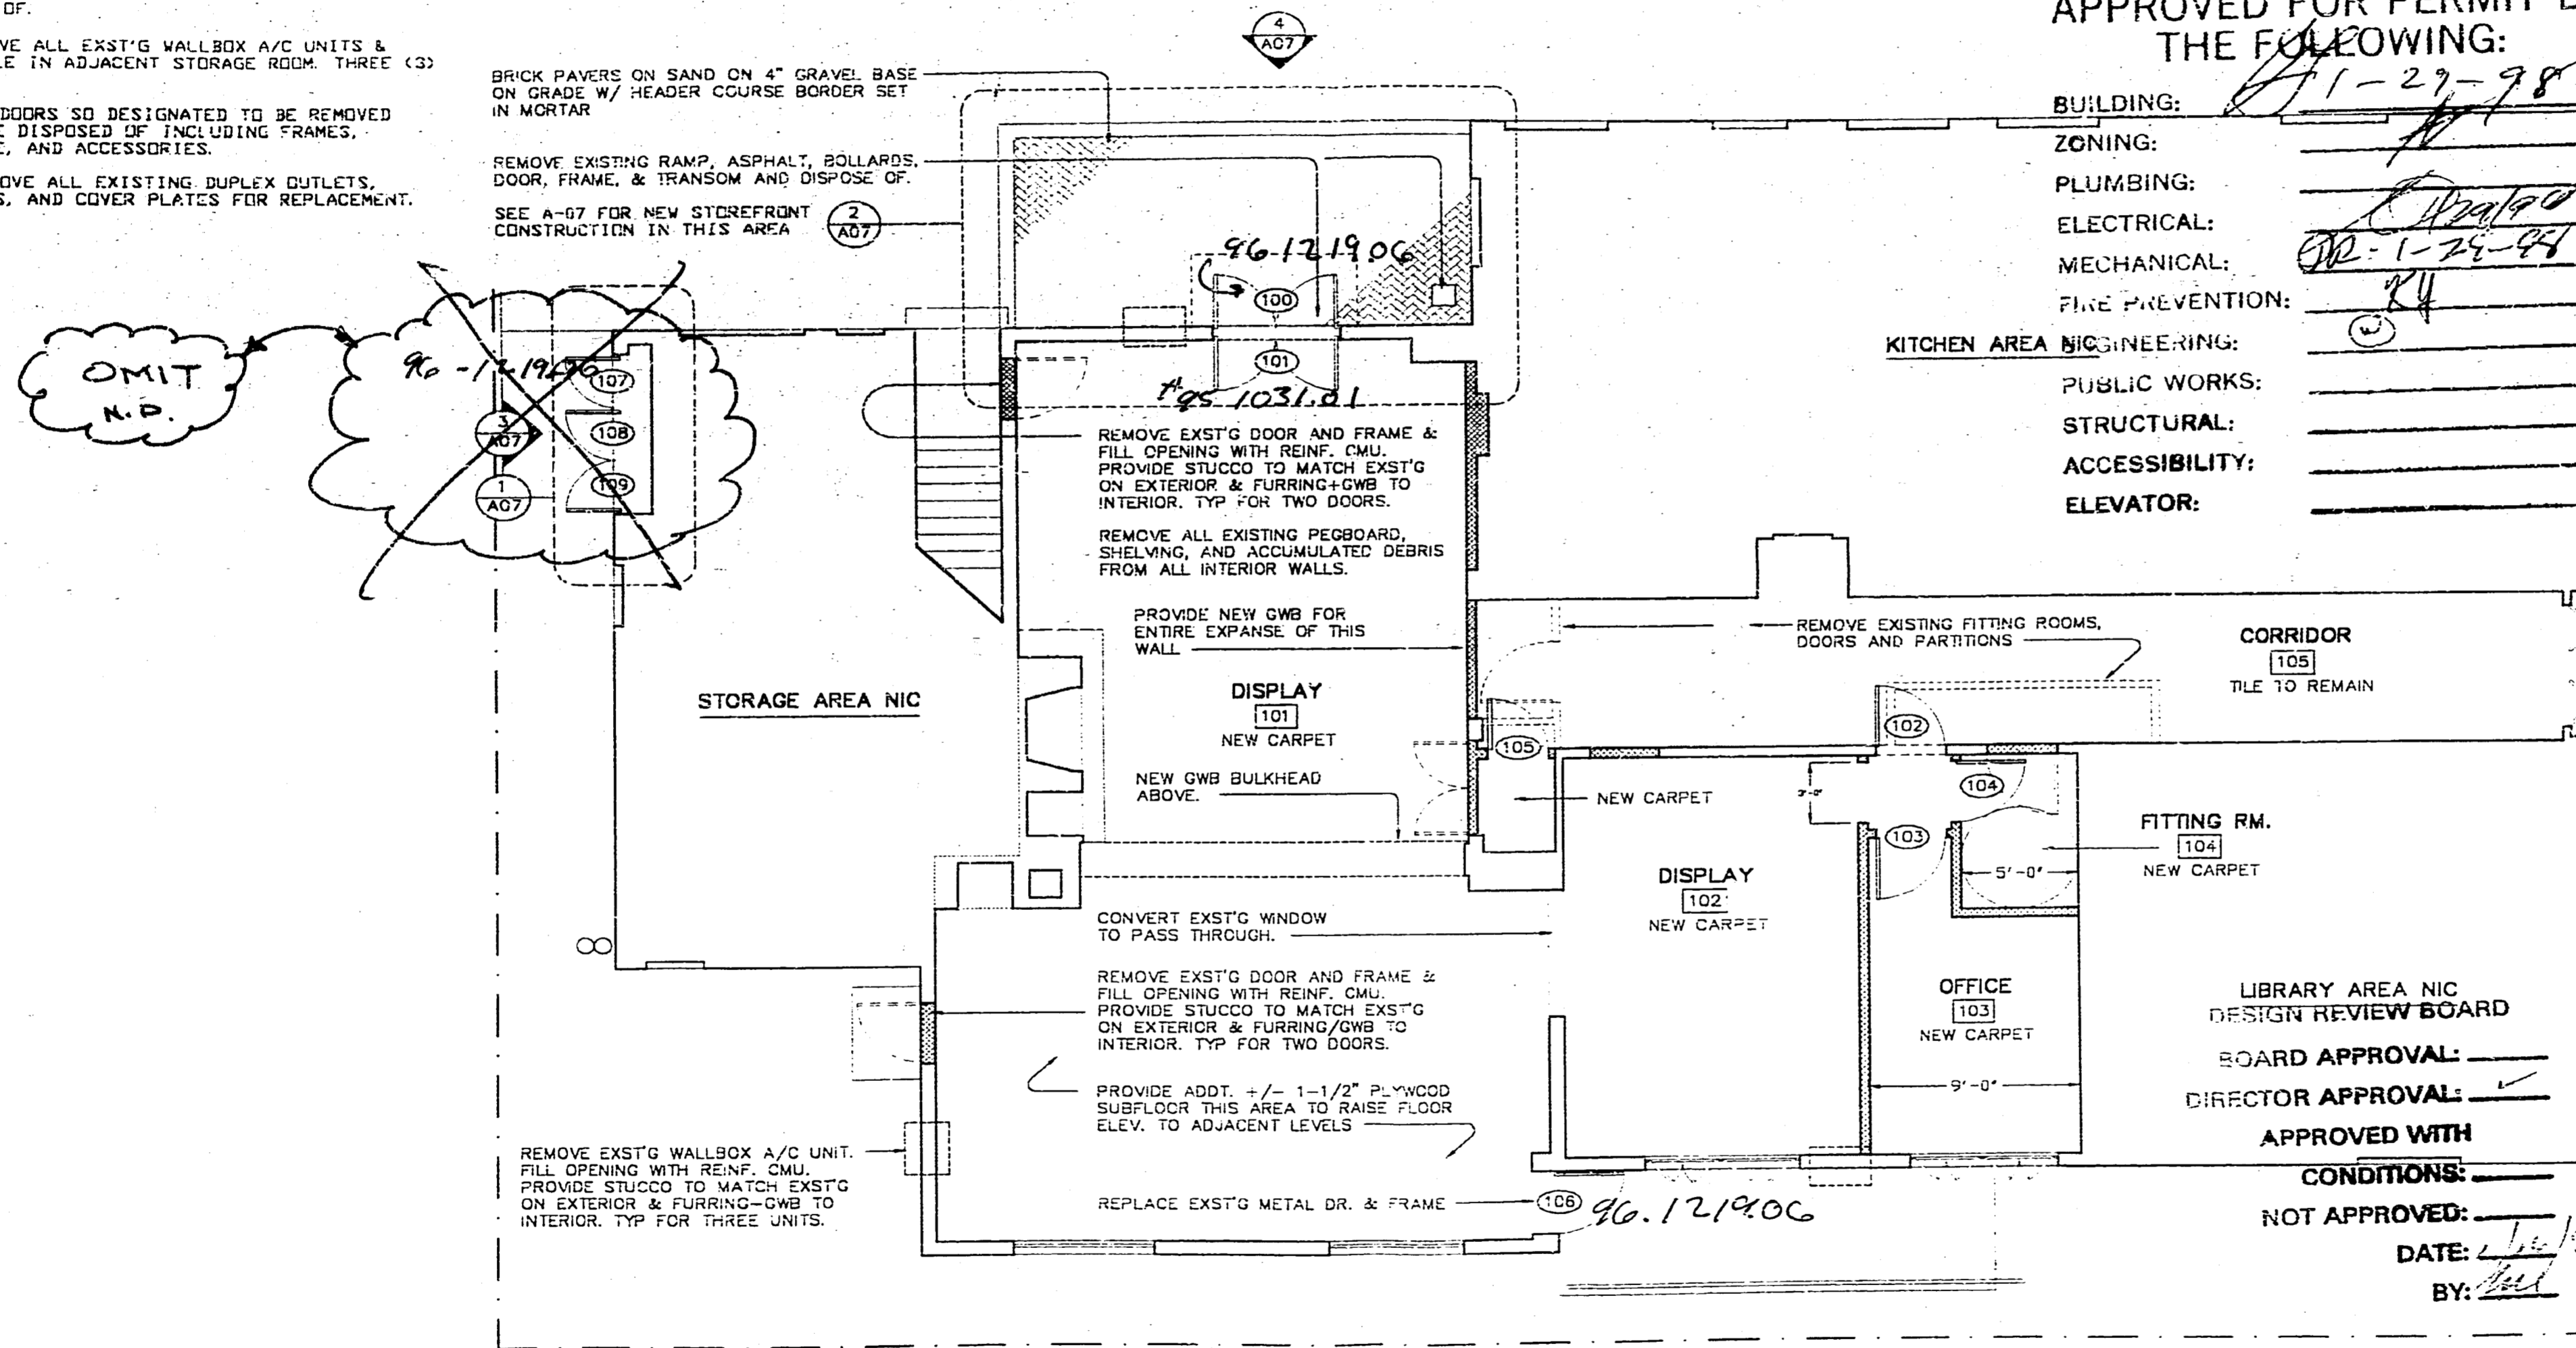 OF.
VE ALL EXST'G WALLBOX A/C UNITS &
LE IN ADJACENT STORAGE ROOM. THREE (3)
DOORS SO DESIGNATED TO BE REMOVED
E DISPOSED OF INCLUDING FRAMES,
E, AND ACCESSORIES.
OVE ALL EXISTING DUPLEX OUTLETS,
S, AND COVER PLATES FOR REPLACEMENT.
BRICK PAVERS ON SAND ON 4" GRAVEL BASE
ON GRADE W/ HEADER COURSE BORDER SET
IN MORTAR
REMOVE EXISTING RAMP, ASPHALT, BOLLARDS,
DOOR, FRAME, & TRANSOM AND DISPOSE OF.
SEE A-07 FOR NEW STOREFRONT
CONSTRUCTION IN THIS AREA
2
A07
4
A07
APPROVED FOR PERMIT B
THE FOLLOWING:
BUILDING: 1-29-98
ZONING:
PLUMBING:
ELECTRICAL:
MECHANICAL:
FIRE PREVENTION:
KITCHEN AREA NIC
GINEERING:
PUBLIC WORKS:
STRUCTURAL:
ACCESSIBILITY:
ELEVATOR:
OMIT
N.D.
107
108
109
3
A07
1
A07
96-1219.06
100
101
#95 1031.01
REMOVE EXST'G DOOR AND FRAME &
FILL OPENING WITH REINF. CMU.
PROVIDE STUCCO TO MATCH EXST'G
ON EXTERIOR & FURRING+GWB TO
INTERIOR. TYP FOR TWO DOORS.
REMOVE ALL EXISTING PEGBOARD,
SHELVING, AND ACCUMULATED DEBRIS
FROM ALL INTERIOR WALLS.
PROVIDE NEW GWB FOR
ENTIRE EXPANSE OF THIS
WALL
REMOVE EXISTING FITTING ROOMS,
DOORS AND PARTITIONS
CORRIDOR
105
TILE TO REMAIN
STORAGE AREA NIC
DISPLAY
101
NEW CARPET
102
105
NEW GWB BULKHEAD
ABOVE.
NEW CARPET
3'-0"
104
103
FITTING RM.
104
NEW CARPET
5'-0"
DISPLAY
102
NEW CARPET
CONVERT EXST'G WINDOW
TO PASS THROUGH.
REMOVE EXST'G DOOR AND FRAME &
FILL OPENING WITH REINF. CMU.
PROVIDE STUCCO TO MATCH EXST'G
ON EXTERIOR & FURRING/GWB TO
INTERIOR. TYP FOR TWO DOORS.
OFFICE
103
NEW CARPET
9'-0"
LIBRARY AREA NIC
DESIGN REVIEW BOARD
BOARD APPROVAL:
DIRECTOR APPROVAL: ✓
APPROVED WITH
CONDITIONS:
NOT APPROVED:
DATE:
BY:
PROVIDE ADDT. +/- 1-1/2" PLYWOOD
SUBFLOOR THIS AREA TO RAISE FLOOR
ELEV. TO ADJACENT LEVELS
REMOVE EXST'G WALLBOX A/C UNIT.
FILL OPENING WITH REINF. CMU.
PROVIDE STUCCO TO MATCH EXST'G
ON EXTERIOR & FURRING-GWB TO
INTERIOR. TYP FOR THREE UNITS.
REPLACE EXST'G METAL DR. & FRAME
106
96.1219.06